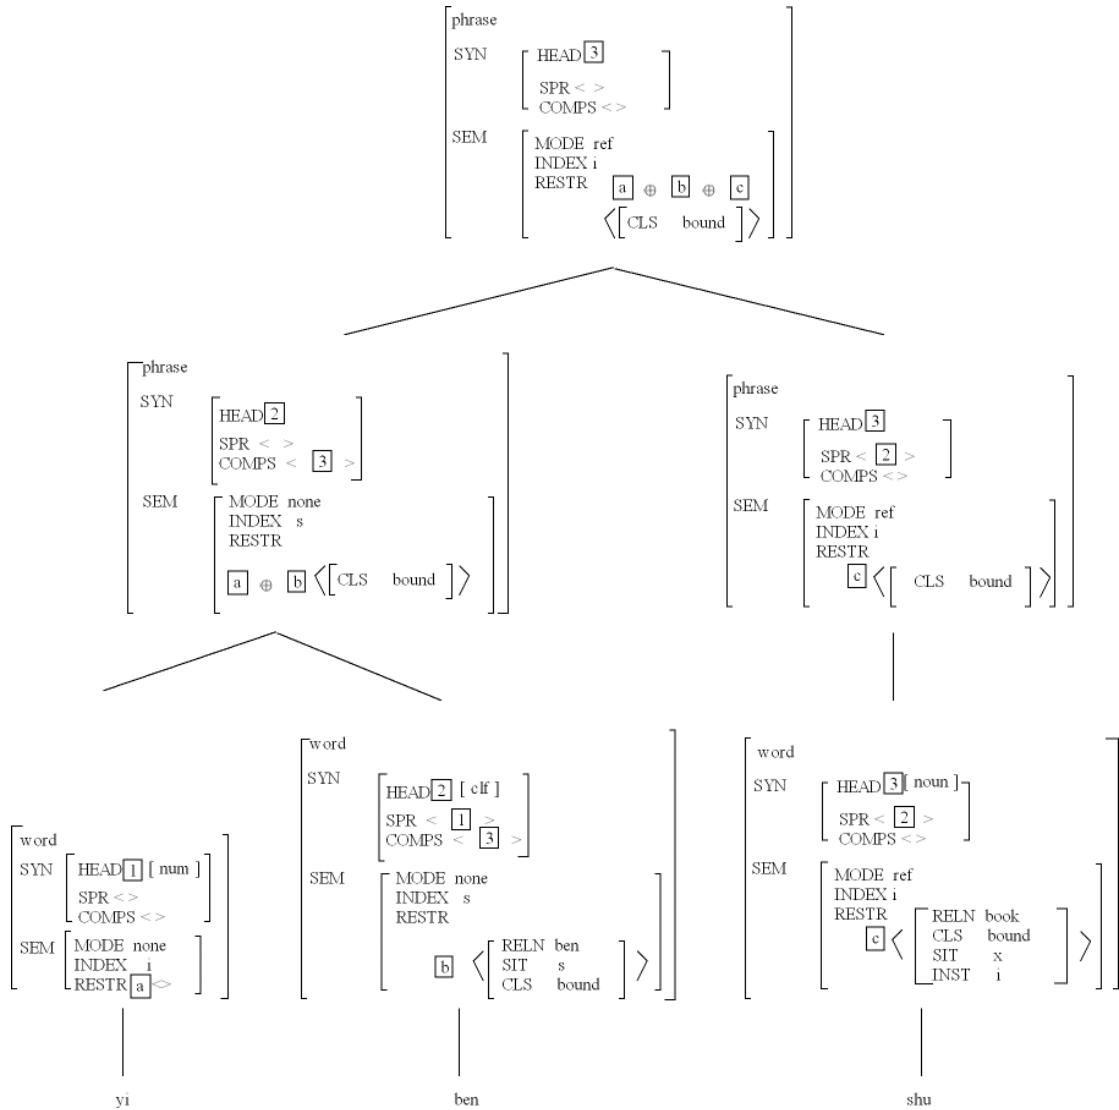 phrase
SYN
HEAD 3
SPR < >
COMPS < >
SEM
MODE ref
INDEX i
RESTR
a ⊕ b ⊕ c
⟨[CLS bound]⟩
phrase
SYN
HEAD 2
SPR < >
COMPS < 3 >
SEM
MODE none
INDEX s
RESTR
a ⊕ b ⟨[CLS bound]⟩
phrase
SYN
HEAD 3
SPR < 2 >
COMPS < >
SEM
MODE ref
INDEX i
RESTR
c ⟨[CLS bound]⟩
word
SYN
HEAD 1 [ num ]
SPR < >
COMPS < >
SEM
MODE none
INDEX i
RESTR a <>
yi
word
SYN
HEAD 2 [ clf ]
SPR < 1 >
COMPS < 3 >
SEM
MODE none
INDEX s
RESTR
b
RELN ben
SIT s
CLS bound
ben
word
SYN
HEAD 3 [ noun ]
SPR < 2 >
COMPS < >
SEM
MODE ref
INDEX i
RESTR
c
RELN book
CLS bound
SIT x
INST i
shu